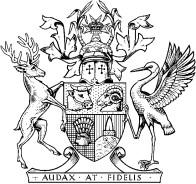 AUDAX · AT · FIDELIS